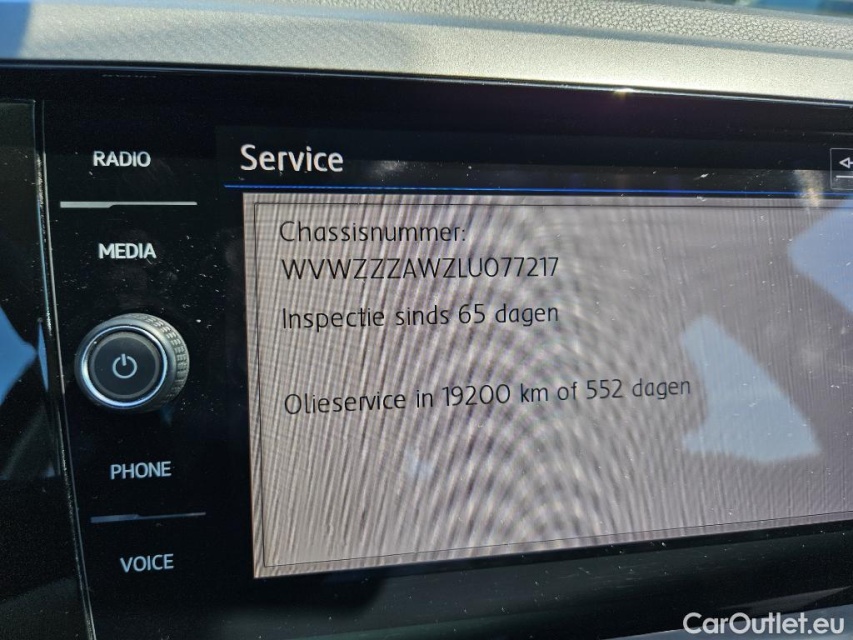 RADIO
Service
MEDIA
Chassisnummer:
WVWZZZAWZLU077217
Inspectie sinds 65 dagen
Olieservice in 19200 km of 552 dagen
PHONE
VOICE
CarOutlet.eu